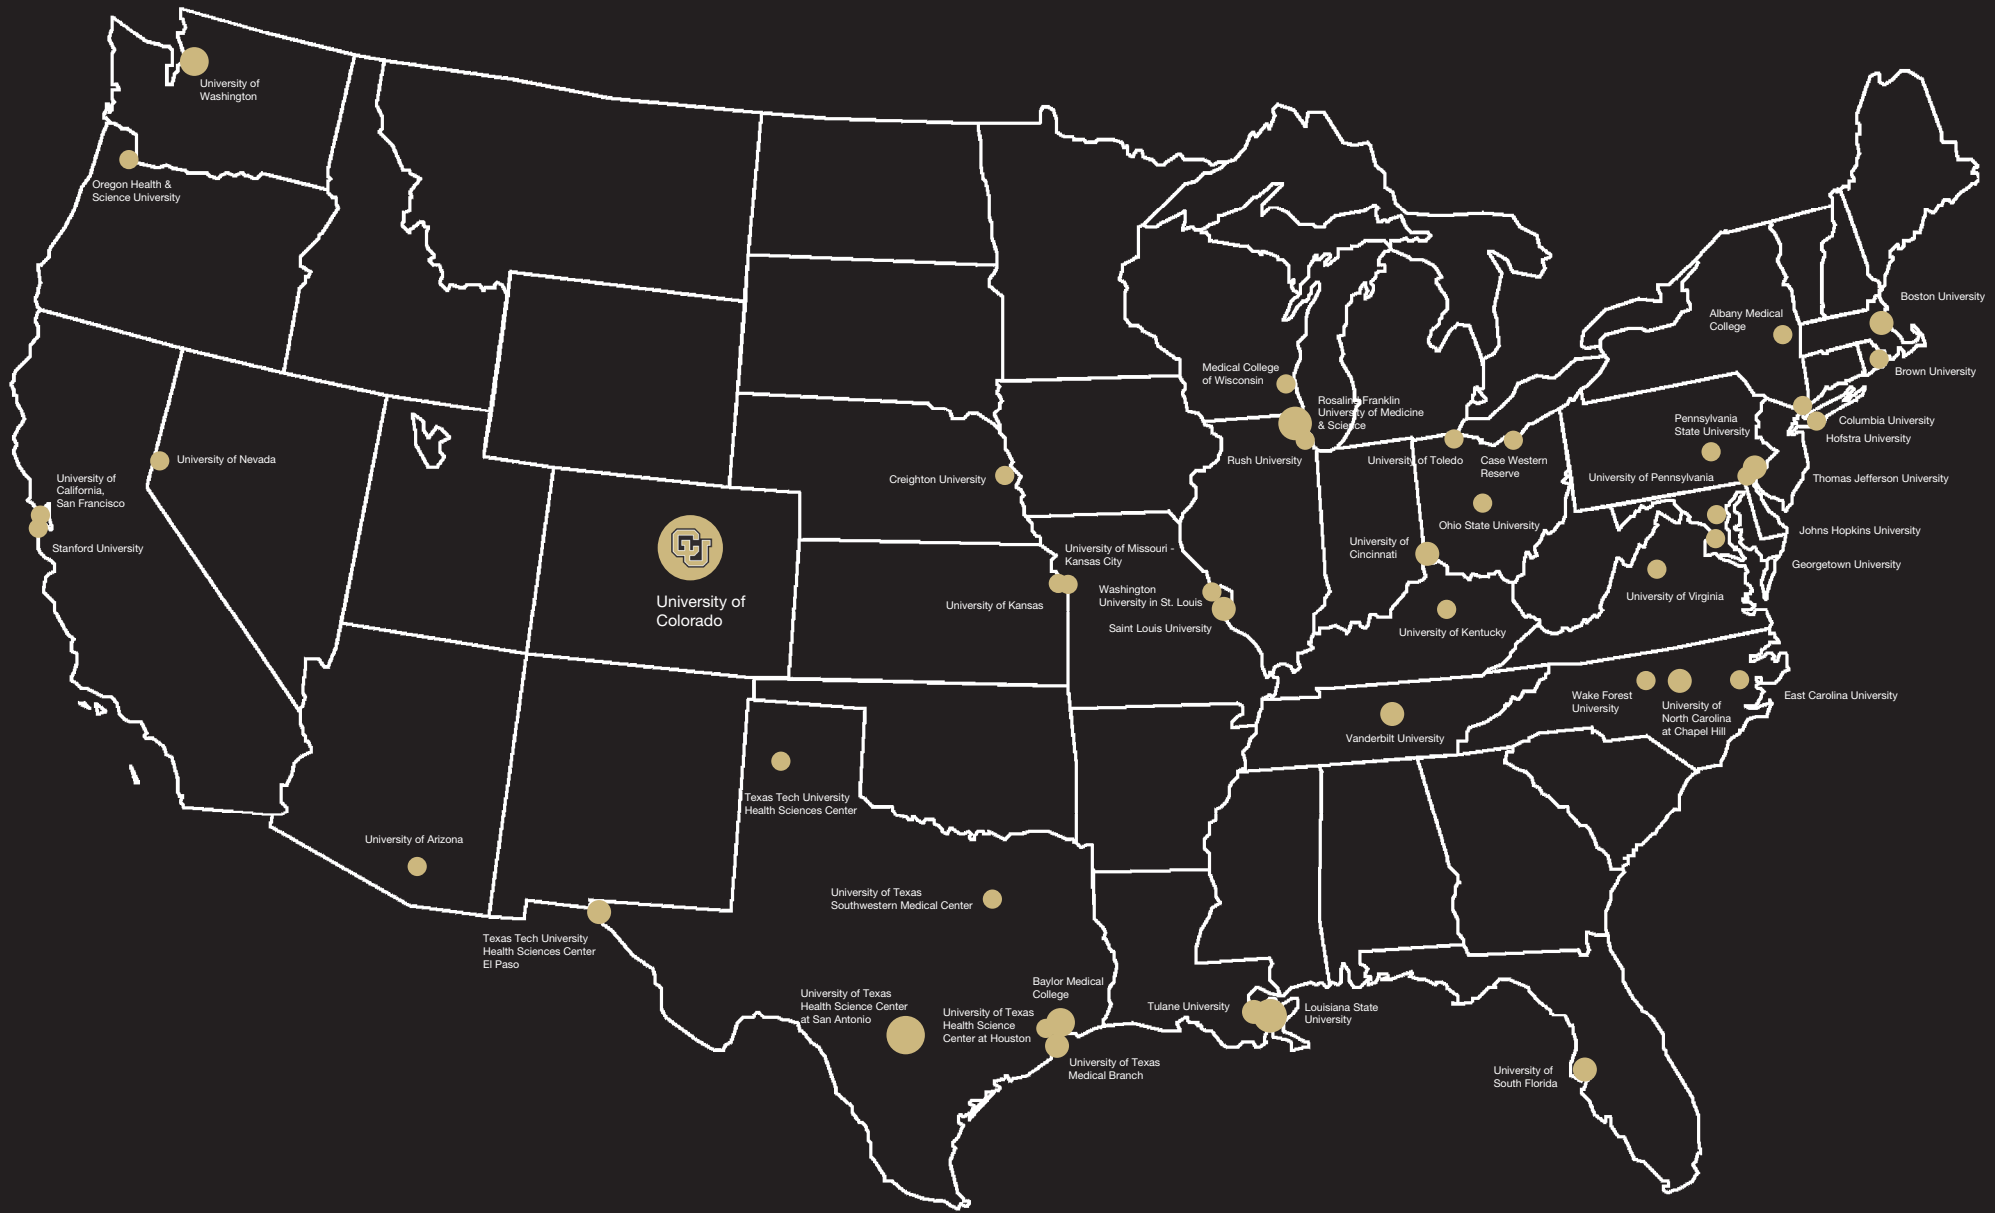 University of
Washington
Oregon Health &
Science University
University of Nevada
University of
California,
San Francisco
Stanford University
CU
University of
Colorado
University of Arizona
Texas Tech University
Health Sciences Center
El Paso
Texas Tech University
Health Sciences Center
University of Texas
Southwestern Medical Center
University of Texas
Health Science Center
at San Antonio
Baylor Medical
College
University of Texas
Health Science
Center at Houston
University of Texas
Medical Branch
Creighton University
University of Missouri -
Kansas City
University of Kansas
Washington
University in St. Louis
Saint Louis University
Tulane University
Louisiana State
University
Medical College
of Wisconsin
Rosalind Franklin
University of Medicine
& Science
Rush University
University of Toledo
Case Western
Reserve
Ohio State University
University of
Cincinnati
University of Kentucky
Vanderbilt University
University of
South Florida
Wake Forest
University
University of
North Carolina
at Chapel Hill
East Carolina University
University of Virginia
Georgetown University
Johns Hopkins University
Thomas Jefferson University
University of Pennsylvania
Pennsylvania
State University
Hofstra University
Columbia University
Brown University
Boston University
Albany Medical
College